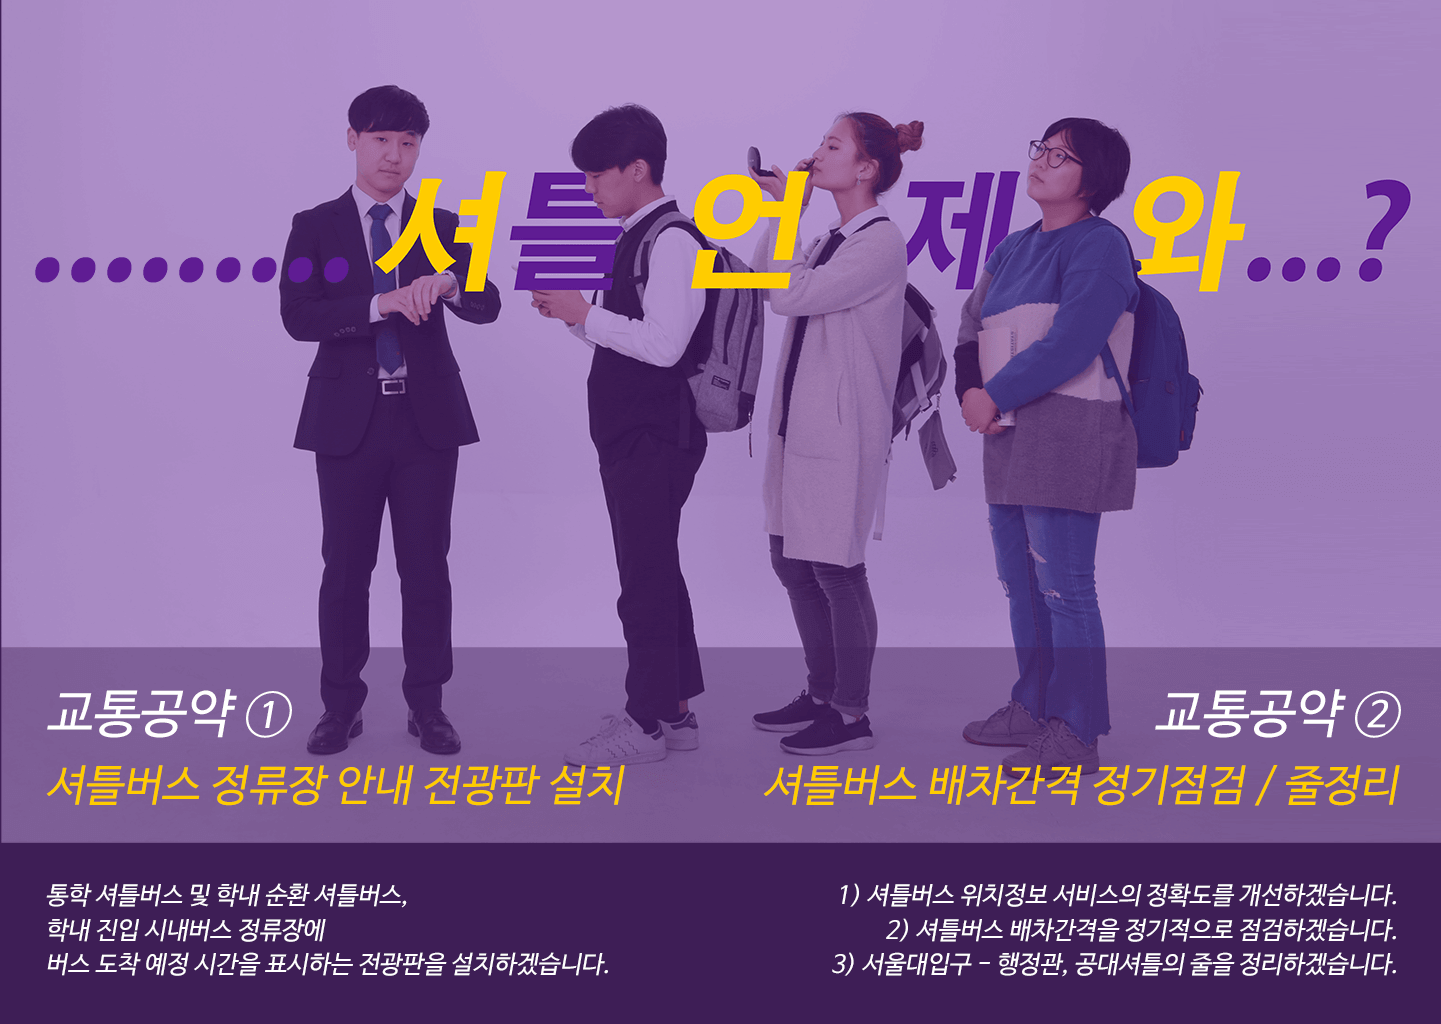 .........셔틀 언제 와...?
교통공약 ①
셔틀버스 정류장 안내 전광판 설치
통학 셔틀버스 및 학내 순환 셔틀버스,
학내 진입 시내버스 정류장에
버스 도착 예정 시간을 표시하는 전광판을 설치하겠습니다.
교통공약 ②
셔틀버스 배차간격 정기점검 / 줄정리
1) 셔틀버스 위치정보 서비스의 정확도를 개선하겠습니다.
2) 셔틀버스 배차간격을 정기적으로 점검하겠습니다.
3) 서울대입구 - 행정관, 공대셔틀의 줄을 정리하겠습니다.